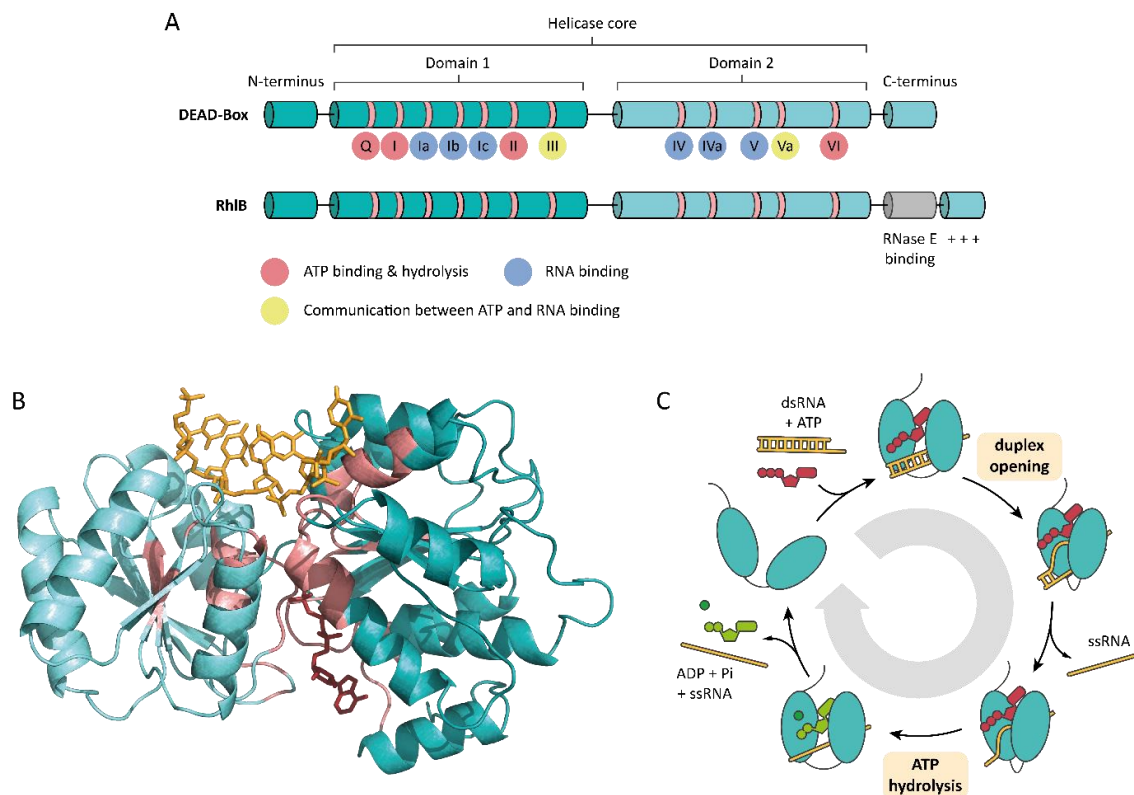 A
Helicase core
Domain 1
Domain 2
N-terminus
C-terminus
DEAD-Box
Q
I
Ia
Ib
Ic
II
III
IV
IVa
V
Va
VI
RhlB
RNase E
binding
+ + +
ATP binding & hydrolysis
RNA binding
Communication between ATP and RNA binding
B
C
dsRNA
+ ATP
duplex
opening
ssRNA
ATP
hydrolysis
ADP + Pi
+ ssRNA